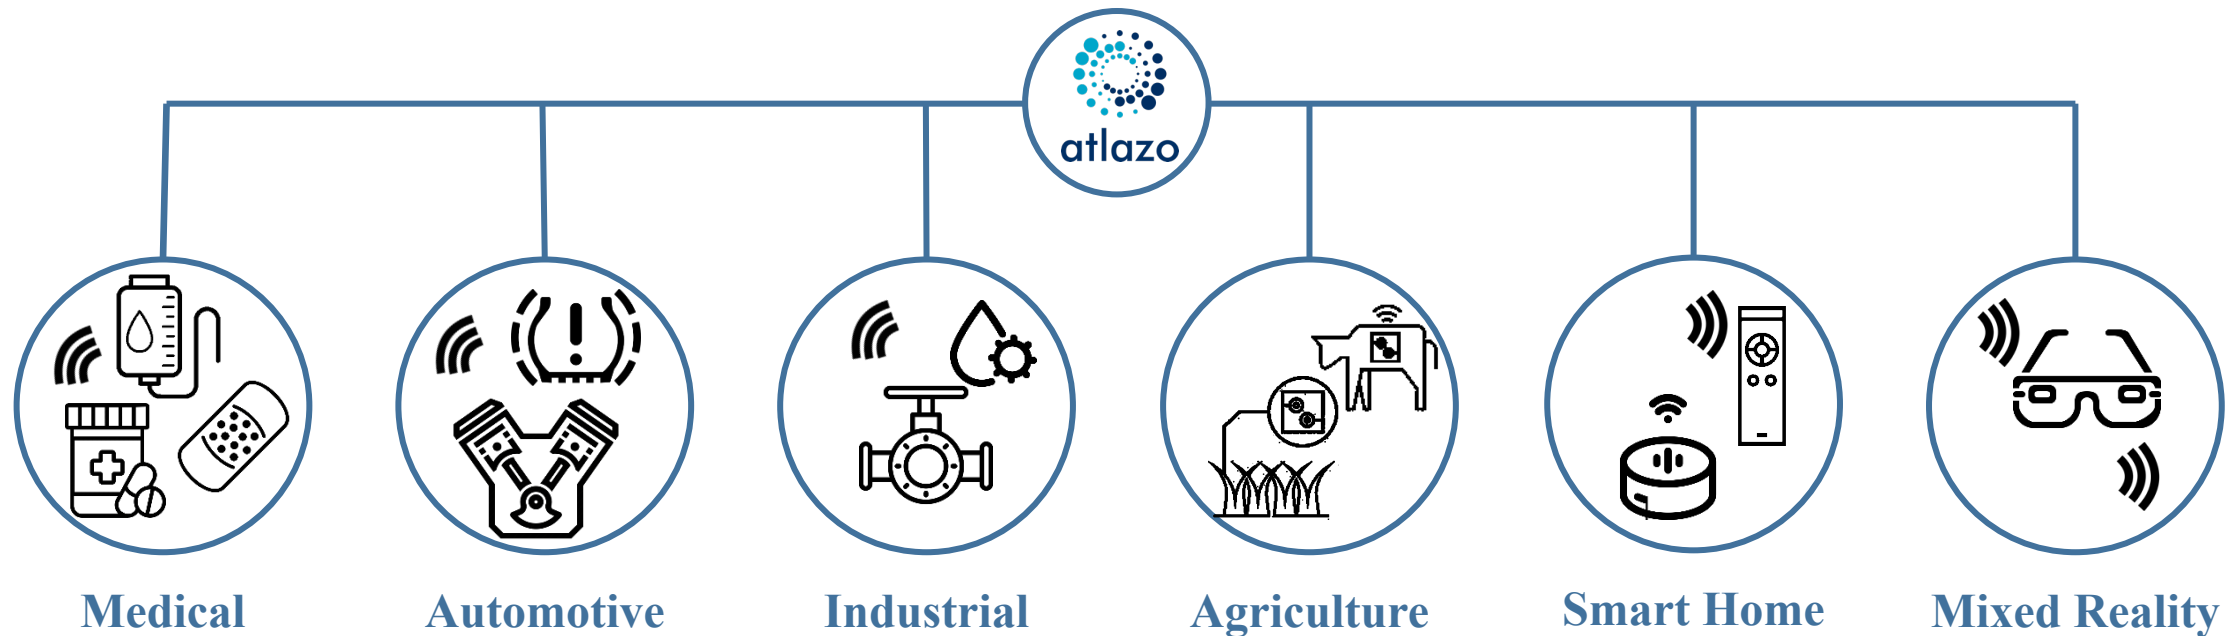 atlazo
Medical
Automotive
Industrial
Agriculture
Smart Home
Mixed Reality